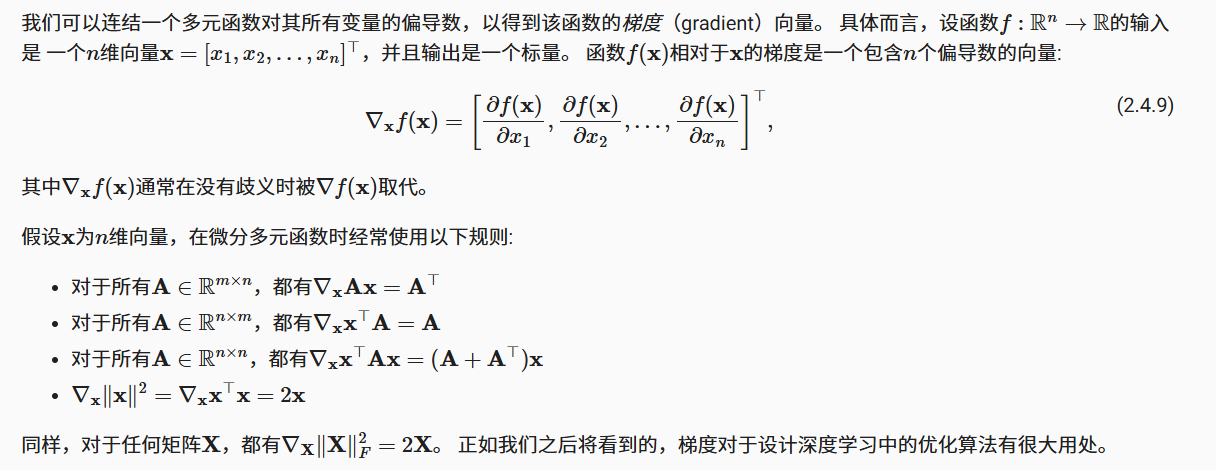 我们可以连结一个多元函数对其所有变量的偏导数，以得到该函数的梯度（gradient）向量。 具体而言，设函数$f : \mathbb{R}^n \to \mathbb{R}$的输入
是 一个$n$维向量$\mathbf{x} = [x_1, x_2, \ldots, x_n]^\top$，并且输出是一个标量。 函数$f(\mathbf{x})$相对于$\mathbf{x}$的梯度是一个包含$n$个偏导数的向量:
$$\nabla_{\mathbf{x}} f(\mathbf{x}) = \left[\frac{\partial f(\mathbf{x})}{\partial x_1}, \frac{\partial f(\mathbf{x})}{\partial x_2}, \ldots, \frac{\partial f(\mathbf{x})}{\partial x_n}\right]^\top,$$ (2.4.9)
其中$\nabla_{\mathbf{x}} f(\mathbf{x})$通常在没有歧义时被$\nabla f(\mathbf{x})$取代。
假设$\mathbf{x}$为$n$维向量，在微分多元函数时经常使用以下规则:
• 对于所有$\mathbf{A} \in \mathbb{R}^{m \times n}$，都有$\nabla_{\mathbf{x}} \mathbf{A}\mathbf{x} = \mathbf{A}^\top$
• 对于所有$\mathbf{A} \in \mathbb{R}^{n \times m}$，都有$\nabla_{\mathbf{x}} \mathbf{x}^\top \mathbf{A} = \mathbf{A}$
• 对于所有$\mathbf{A} \in \mathbb{R}^{n \times n}$，都有$\nabla_{\mathbf{x}} \mathbf{x}^\top \mathbf{A}\mathbf{x} = (\mathbf{A} + \mathbf{A}^\top)\mathbf{x}$
• $\nabla_{\mathbf{x}} \|\mathbf{x}\|^2 = \nabla_{\mathbf{x}} \mathbf{x}^\top \mathbf{x} = 2\mathbf{x}$
同样，对于任何矩阵$\mathbf{X}$，都有$\nabla_{\mathbf{X}} \|\mathbf{X}\|_F^2 = 2\mathbf{X}$。 正如我们之后将看到的，梯度对于设计深度学习中的优化算法有很大用处。